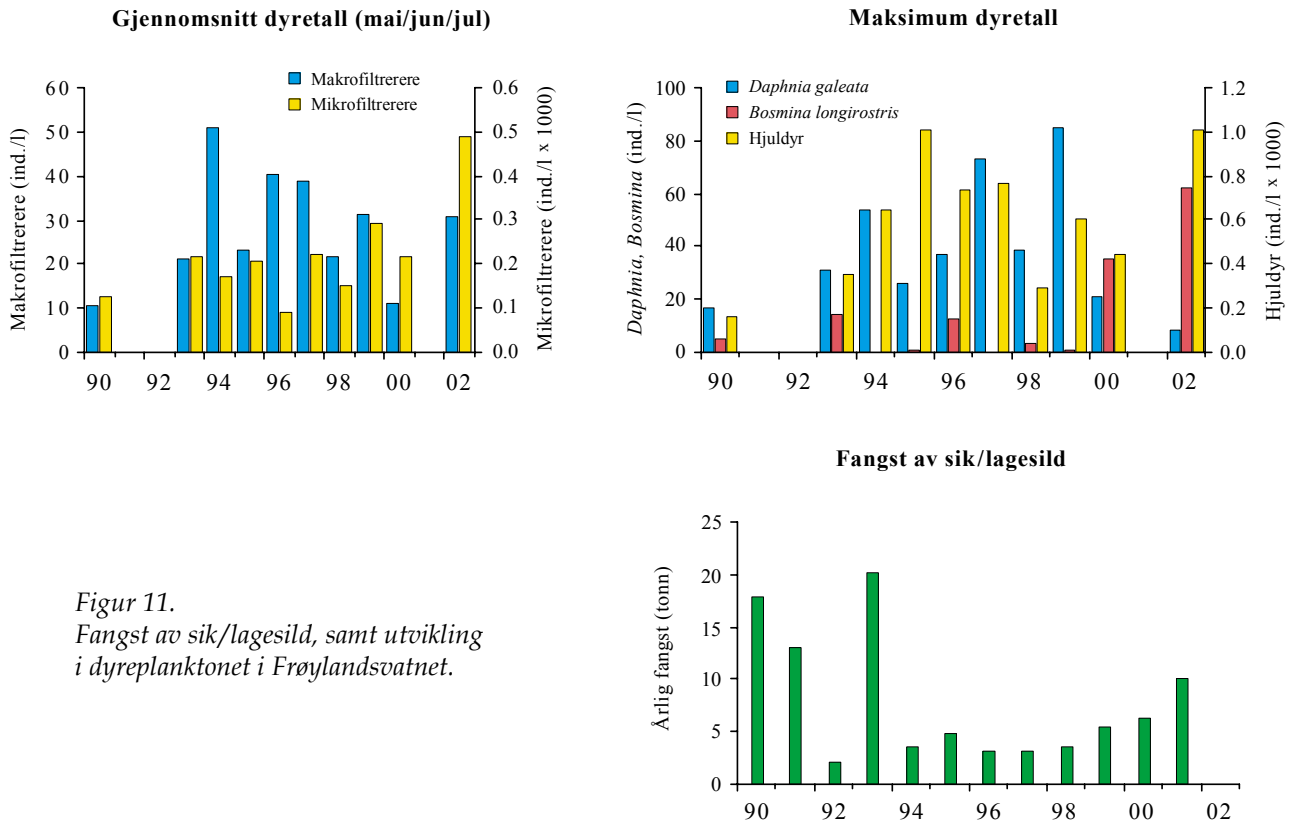 Gjennomsnitt dyretall (mai/jun/jul)
Makrofiltrerere
Mikrofiltrerere
Makrofiltrerere (ind./l)
60
50
40
30
20
10
0
0.6
0.5
0.4
0.3
0.2
0.1
0.0
Mikrofiltrerere (ind./l x 1000)
90 92 94 96 98 00 02
Maksimum dyretall
Daphnia galeata
Bosmina longirostris
Hjuldyr
Daphnia, Bosmina (ind./l)
100
80
60
40
20
0
1.2
1.0
0.8
0.6
0.4
0.2
0.0
Hjuldyr (ind./l x 1000)
90 92 94 96 98 00 02
Fangst av sik/lagesild
Årlig fangst (tonn)
25
20
15
10
5
0
90 92 94 96 98 00 02
Figur 11.
Fangst av sik/lagesild, samt utvikling
i dyreplanktonet i Frøylandsvatnet.